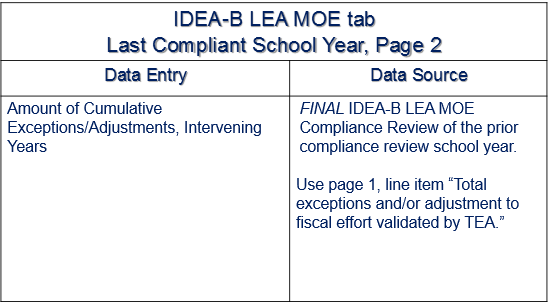 IDEA-B LEA MOE tab
Last Compliant School Year, Page 2
Data Entry
Data Source
Amount of Cumulative
Exceptions/Adjustments, Intervening
Years
FINAL IDEA-B LEA MOE
Compliance Review of the prior
compliance review school year.
Use page 1, line item “Total
exceptions and/or adjustment to
fiscal effort validated by TEA.”